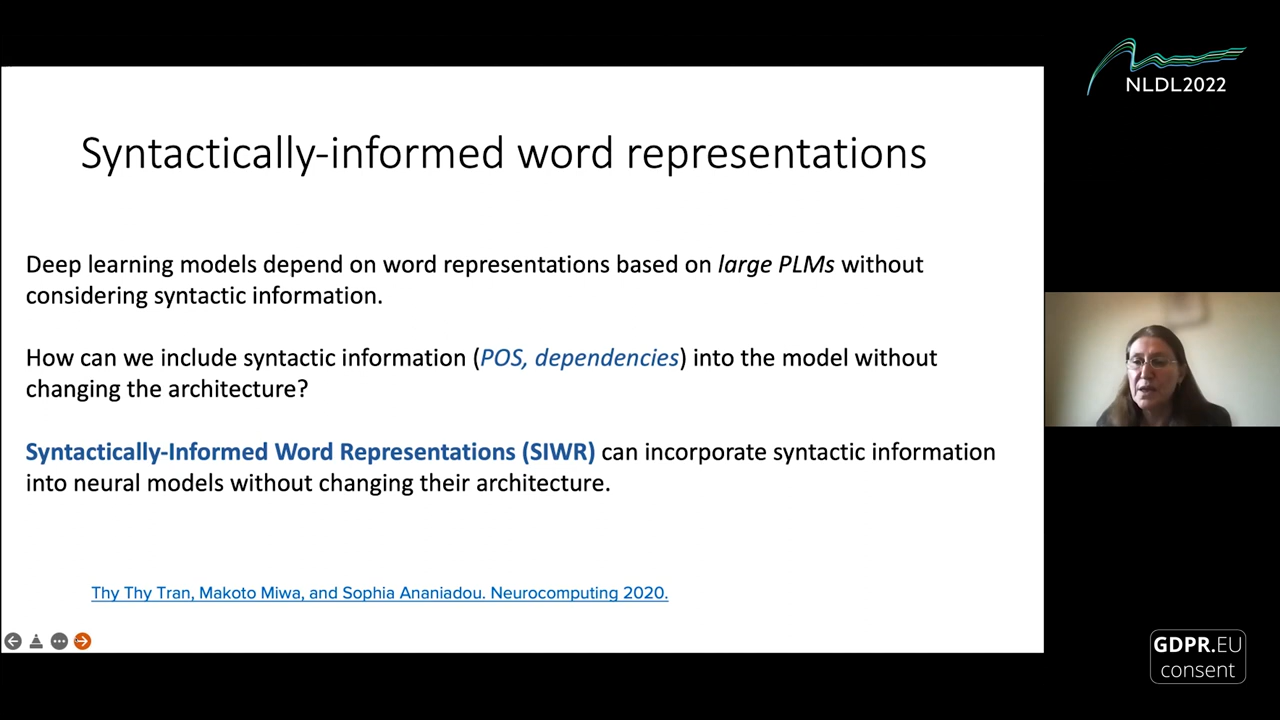 NLDL2022
Syntactically-informed word representations
Deep learning models depend on word representations based on large PLMs without
considering syntactic information.
How can we include syntactic information (POS, dependencies) into the model without
changing the architecture?
Syntactically-Informed Word Representations (SIWR) can incorporate syntactic information
into neural models without changing their architecture.
Thy Thy Tran, Makoto Miwa, and Sophia Ananiadou. Neurocomputing 2020.
GDPR.EU
consent